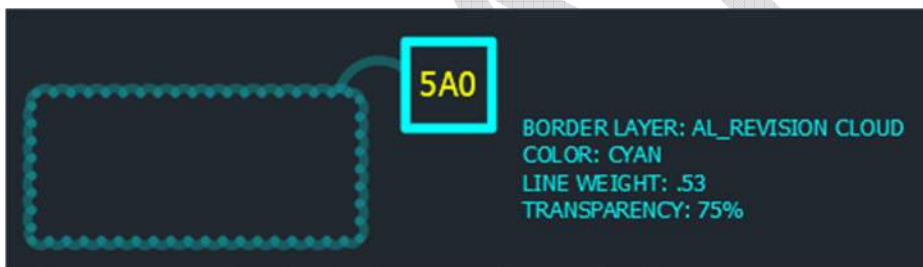 5A0
BORDER LAYER: AL_REVISION CLOUD
COLOR: CYAN
LINE WEIGHT: .53
TRANSPARENCY: 75%